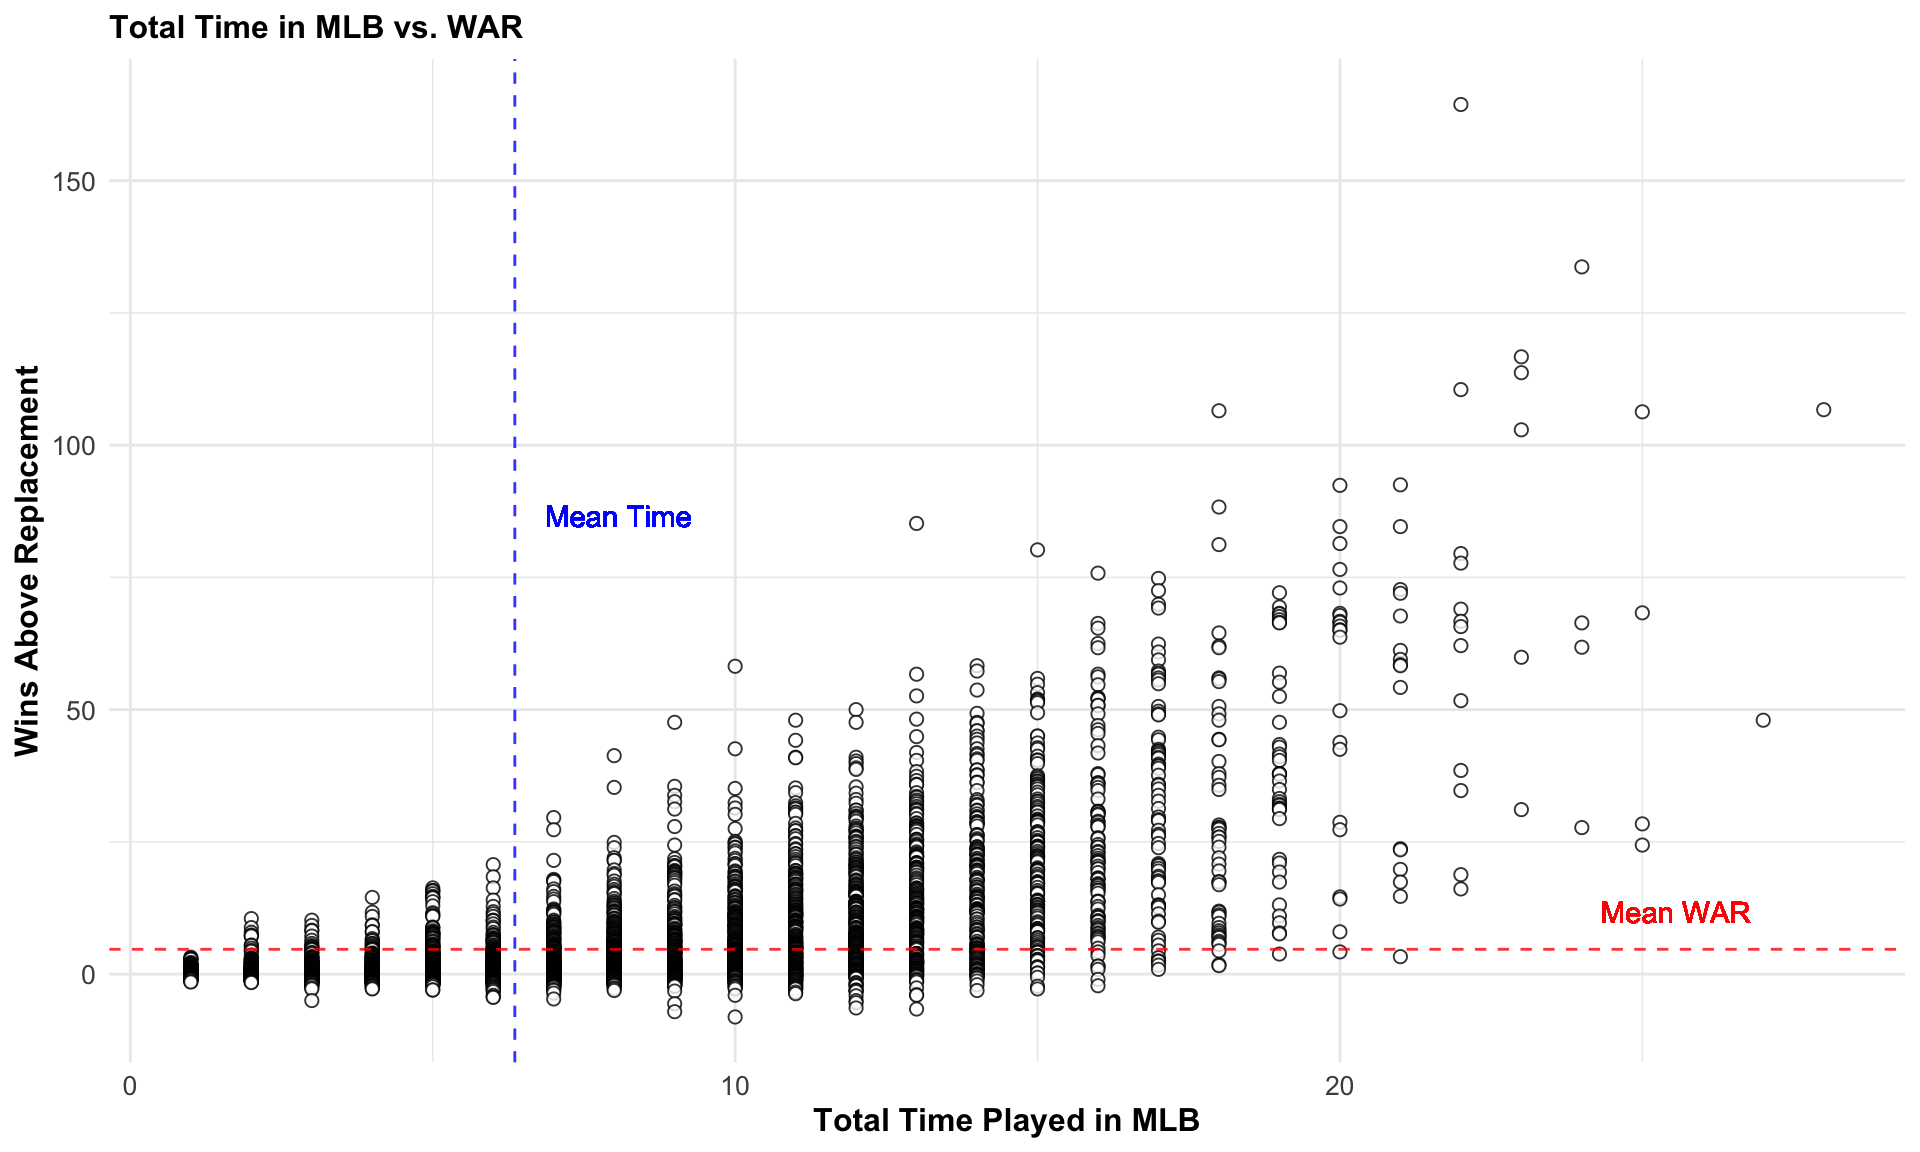 Total Time in MLB vs. WAR
150
100
50
0
Wins Above Replacement
Mean Time
Mean WAR
0 10 20
Total Time Played in MLB